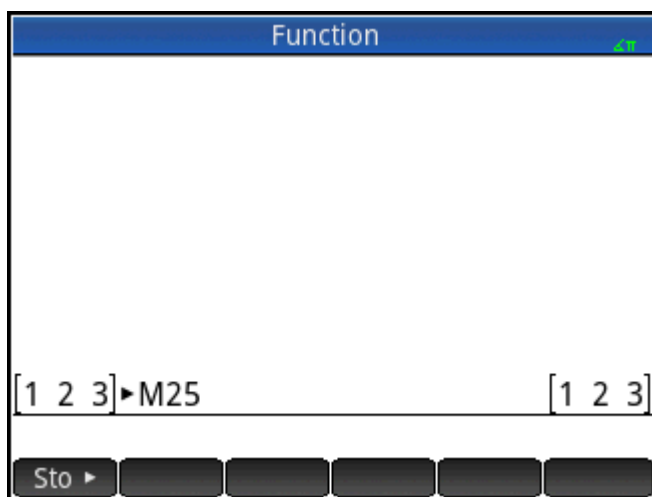 Function
∡π
[1 2 3]▶M25 [1 2 3]
Sto ▶